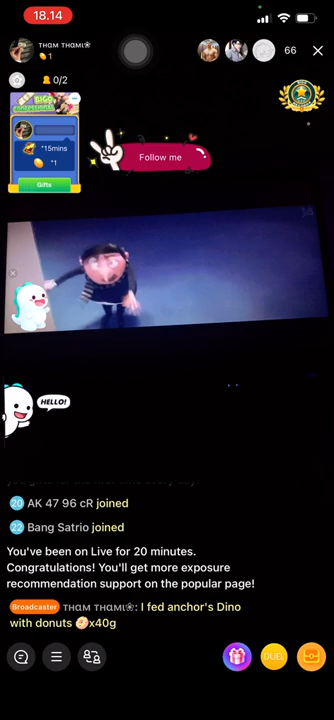 18.14
тнαм тнαмι❀
1
66
0/2
BIGO
*15mins
*1
Gifts
Follow me
HELLO!
20 AK 47 96 cR joined
22 Bang Satrio joined
You've been on Live for 20 minutes.
Congratulations! You'll get more exposure
recommendation support on the popular page!
Broadcaster тнαм тнαмι❀: I fed anchor's Dino
with donuts x40g
DUEL